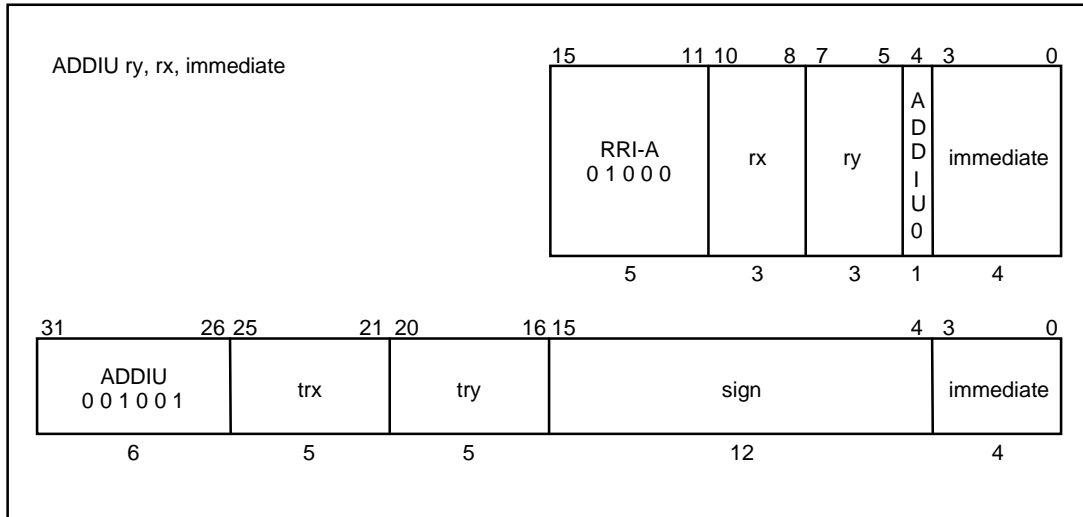 ADDIU ry, rx, immediate
15 11 10 8 7 5 4 3 0
RRI-A
0 1 0 0 0
rx
ry
A
D
D
I
U
0
immediate
5 3 3 1 4
31 26 25 21 20 16 15 4 3 0
ADDIU
0 0 1 0 0 1
trx
try
sign
immediate
6 5 5 12 4